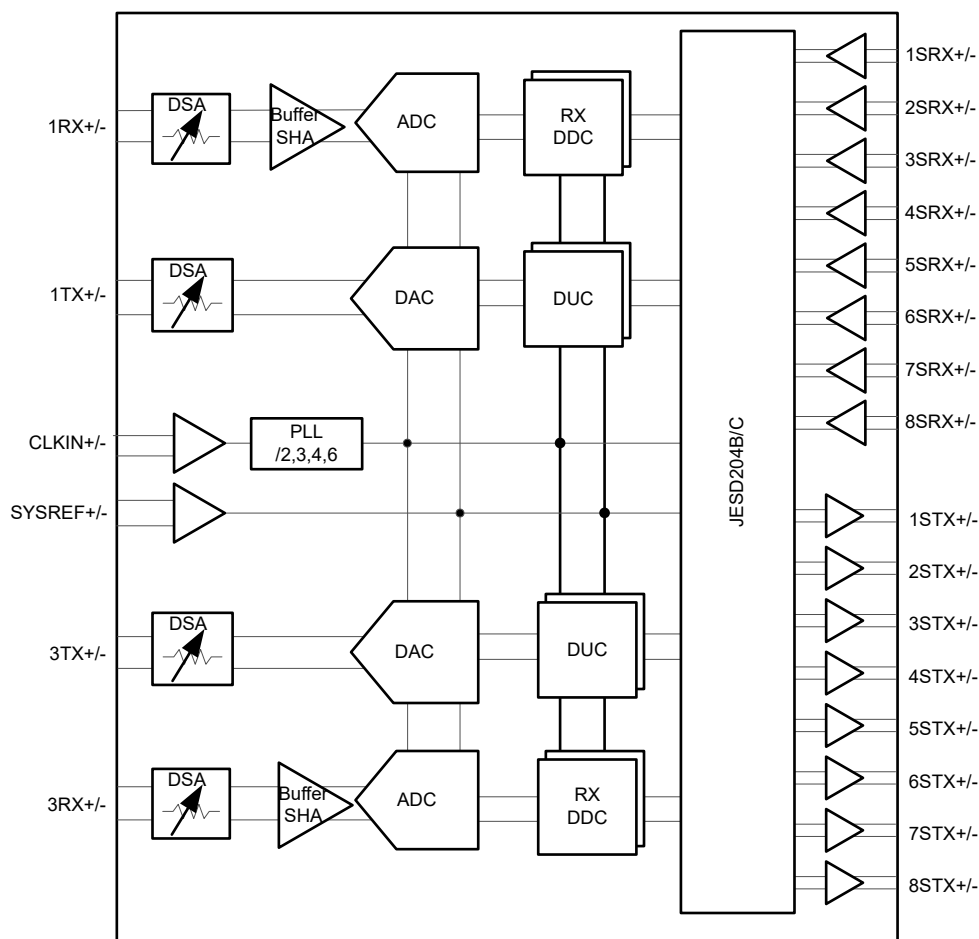 1RX+/-
DSA
Buffer
SHA
ADC
RX
DDC
1TX+/-
DSA
DAC
DUC
CLKIN+/-
PLL
/2,3,4,6
SYSREF+/-
3TX+/-
DSA
DAC
DUC
3RX+/-
DSA
Buffer
SHA
ADC
RX
DDC
JESD204B/C
1SRX+/-
2SRX+/-
3SRX+/-
4SRX+/-
5SRX+/-
6SRX+/-
7SRX+/-
8SRX+/-
1STX+/-
2STX+/-
3STX+/-
4STX+/-
5STX+/-
6STX+/-
7STX+/-
8STX+/-